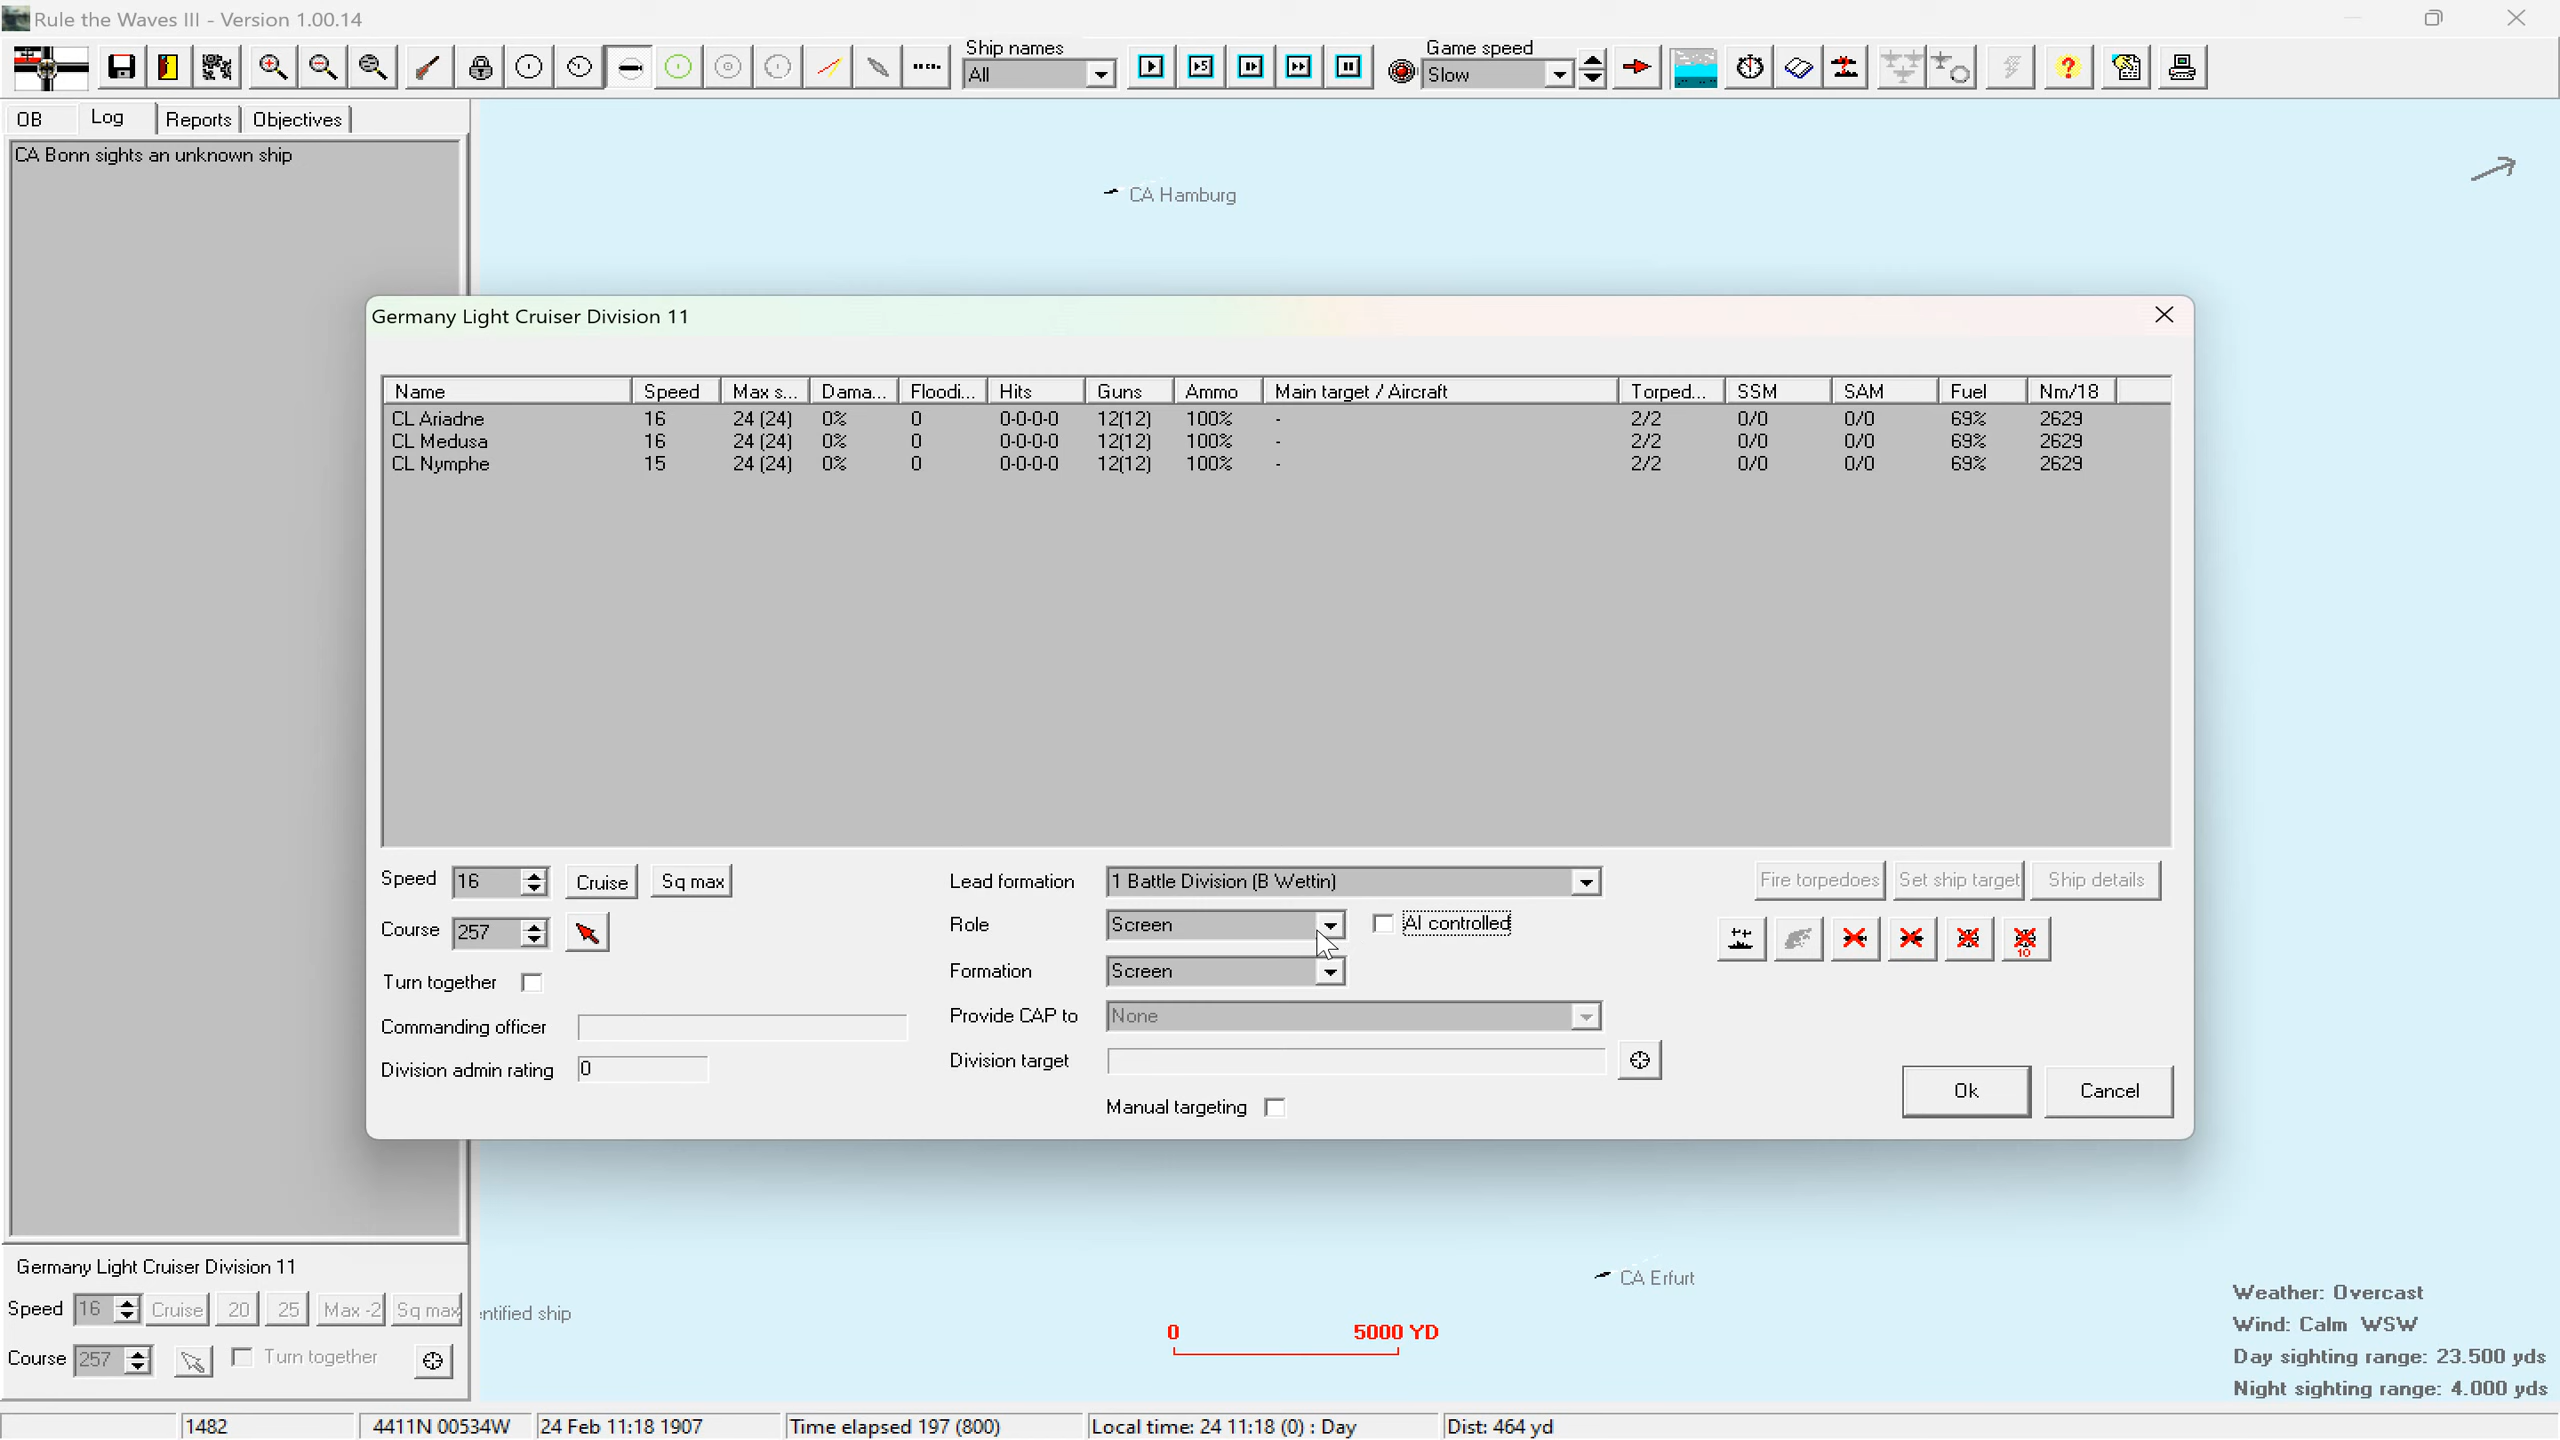 Rule the Waves III - Version 1.00.14
Ship names
Game speed
All
Slow
OB
Log
Reports
Objectives
CA Bonn sights an unknown ship
CA Hamburg
Germany Light Cruiser Division 11
Name Speed Max s... Dama... Floodi... Hits Guns Ammo Main target / Aircraft Torped... SSM SAM Fuel Nm/18
CL Ariadne 16 24 (24) 0% 0 0-0-0-0 12(12) 100% - 2/2 0/0 0/0 69% 2629
CL Medusa 16 24 (24) 0% 0 0-0-0-0 12(12) 100% - 2/2 0/0 0/0 69% 2629
CL Nymphe 15 24 (24) 0% 0 0-0-0-0 12(12) 100% - 2/2 0/0 0/0 69% 2629
Speed 16 Cruise Sq max
Lead formation 1 Battle Division (B Wettin)
Fire torpedoes Set ship target Ship details
Course 257
Role Screen AI controlled
10
Turn together
Formation Screen
Commanding officer
Provide CAP to None
Division admin rating 0
Division target
Manual targeting
Ok Cancel
Germany Light Cruiser Division 11
Speed 16 Cruise 20 25 Max -2 Sq max
Course 257 Turn together
entified ship
CA Erfurt
0 5000 YD
Weather: Overcast
Wind: Calm WSW
Day sighting range: 23.500 yds
Night sighting range: 4.000 yds
1482 4411N 00534W 24 Feb 11:18 1907 Time elapsed 197 (800) Local time: 24 11:18 (0) : Day Dist: 464 yd